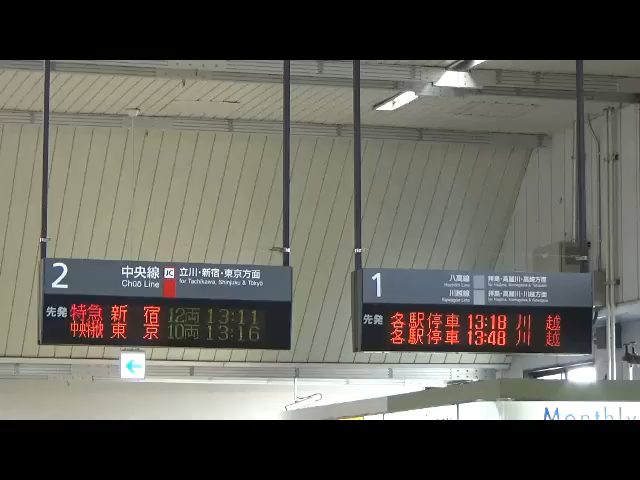 2 中央線 JC 立川・新宿・東京方面
Chūō Line for Tachikawa, Shinjuku & Tōkyō
先発 特急 新宿 12両 13:11
中央特快 東京 10両 13:16
1 八高線 拝島・高麗川・高崎方面
Hachikō Line
川越線 拝島・高麗川・川越方面
Kawagoe Line
先発 各駅停車 13:18 川越
各駅停車 13:48 川越
Monthly